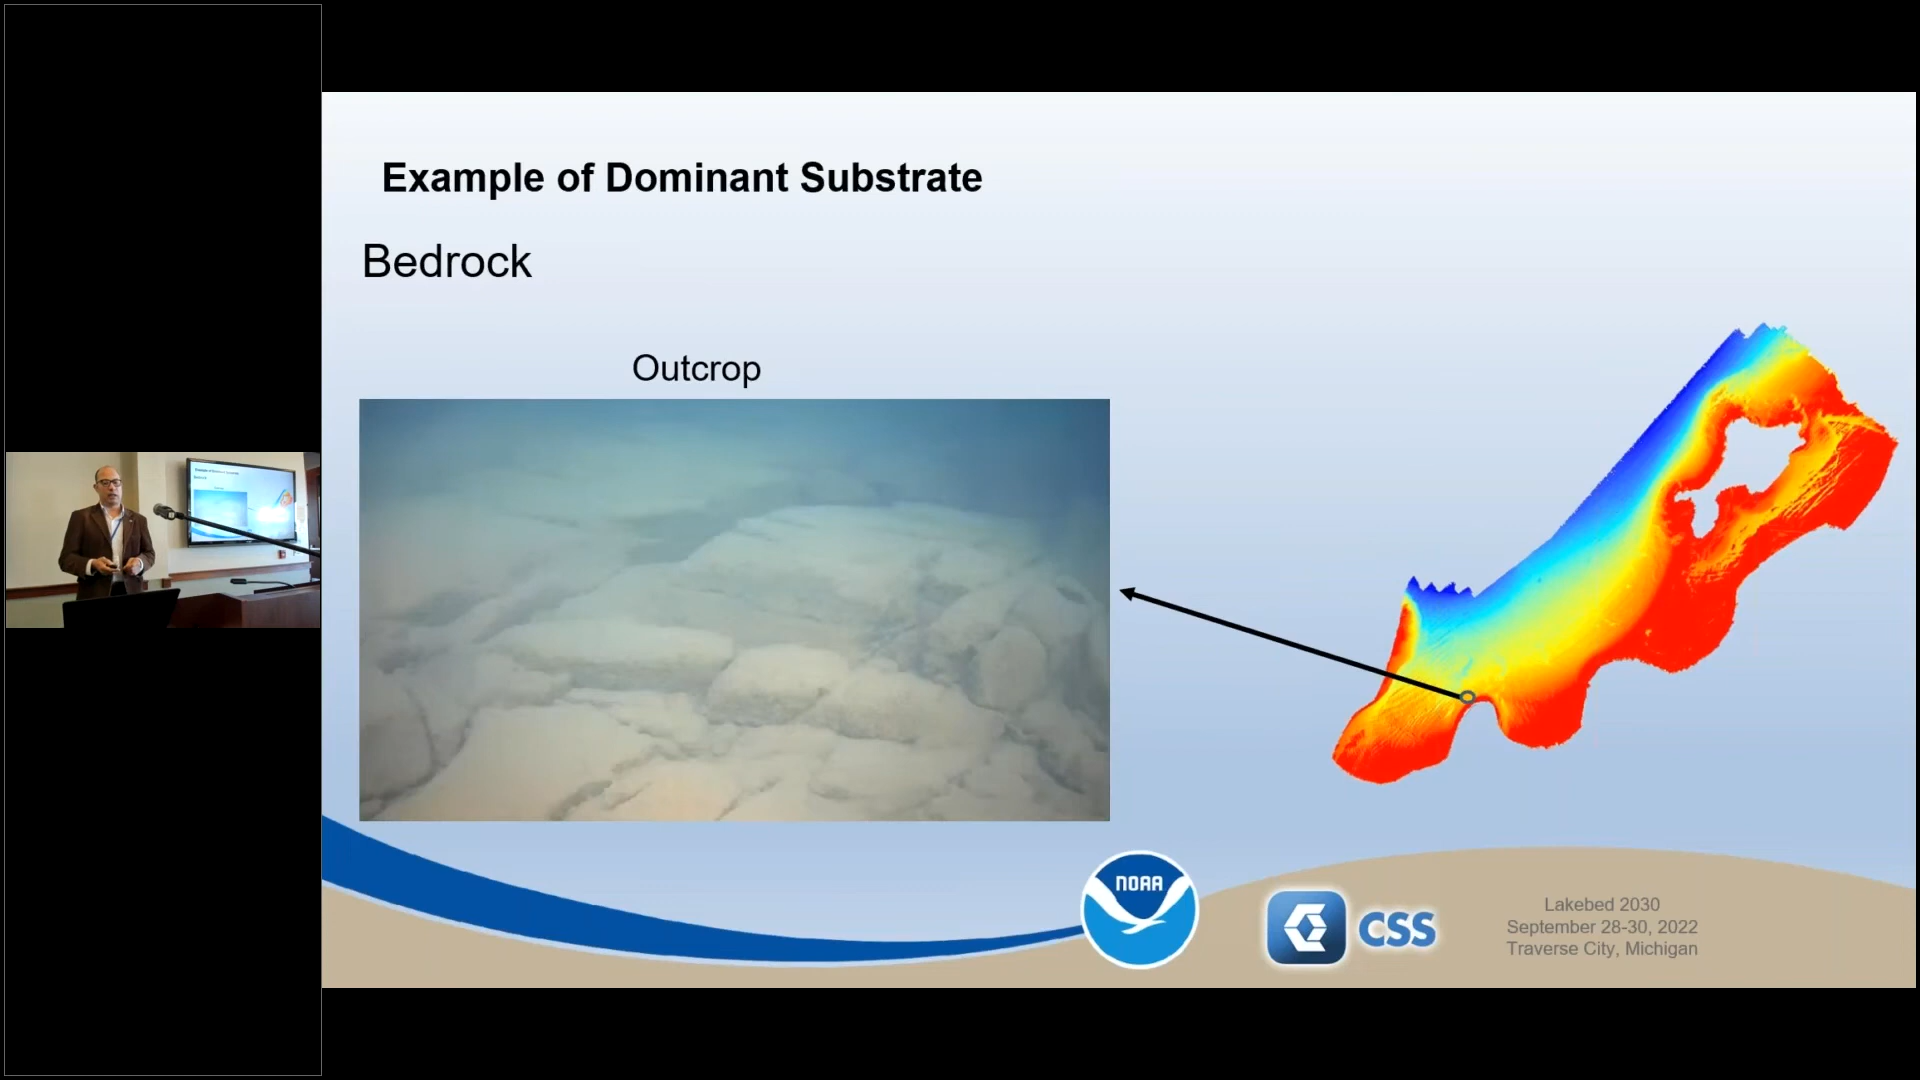 Example of Dominant Substrate
Bedrock
Outcrop
NOAA
CSS
Lakebed 2030
September 28-30, 2022
Traverse City, Michigan